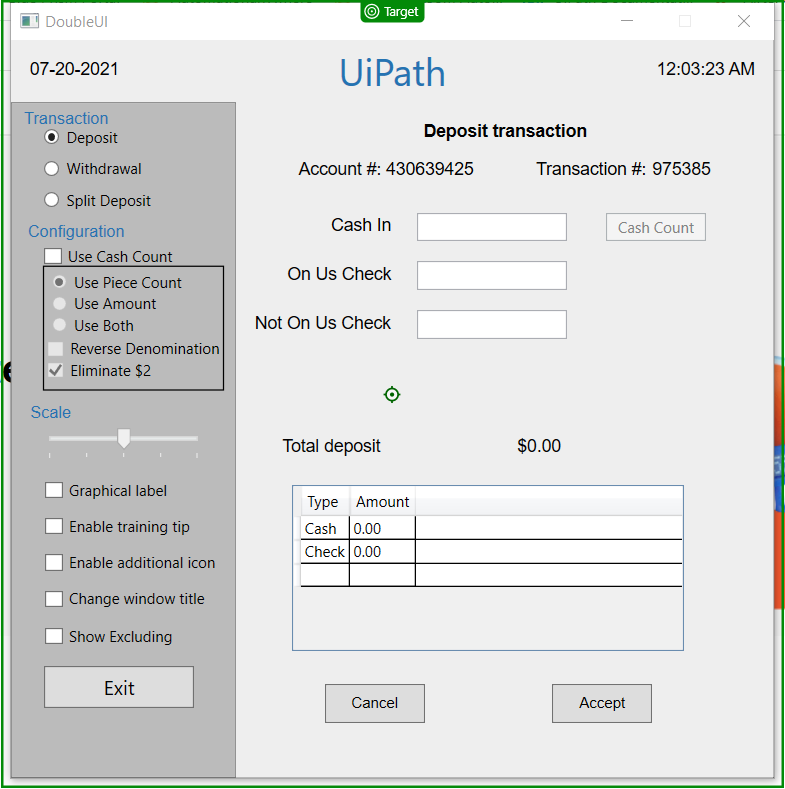 Target
DoubleUI
07-20-2021
UiPath
12:03:23 AM
Transaction
Deposit
Withdrawal
Split Deposit
Configuration
Use Cash Count
Use Piece Count
Use Amount
Use Both
Reverse Denomination
Eliminate $2
Scale
Graphical label
Enable training tip
Enable additional icon
Change window title
Show Excluding
Exit
Deposit transaction
Account #: 430639425 Transaction #: 975385
Cash In
Cash Count
On Us Check
Not On Us Check
Total deposit $0.00
Type Amount
Cash 0.00
Check 0.00
Cancel Accept